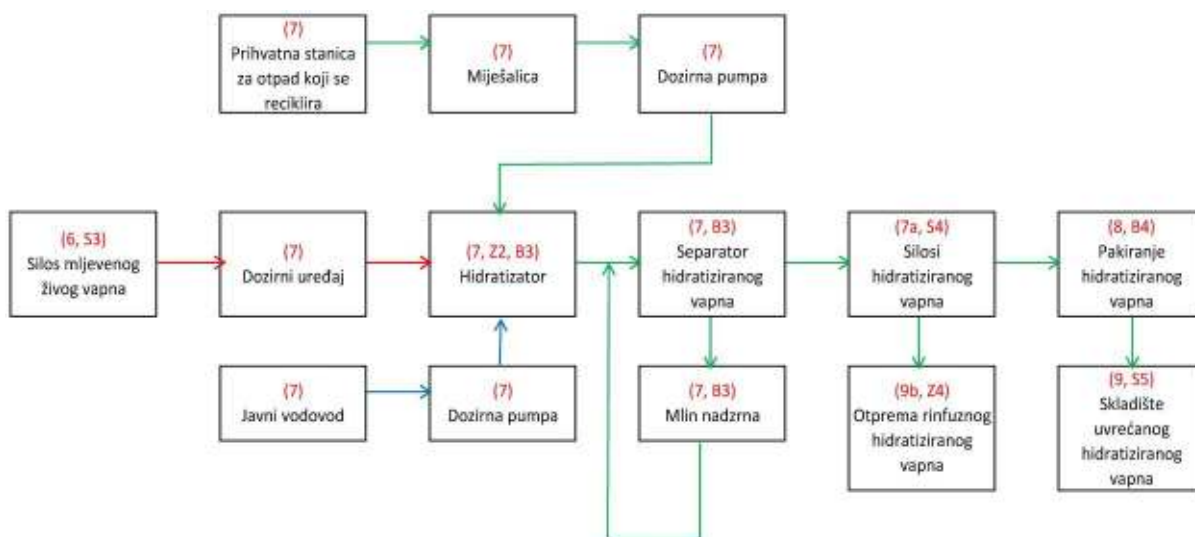 (7)
Prihvatna stanica
za otpad koji se
reciklira
(7)
Miješalica
(7)
Dozirna pumpa
(6, S3)
Silos mljevenog
živog vapna
(7)
Dozirni uređaj
(7, Z2, B3)
Hidratizator
(7, B3)
Separator
hidratiziranog
vapna
(7a, S4)
Silosi
hidratiziranog
vapna
(8, B4)
Pakiranje
hidratiziranog
vapna
(7)
Javni vodovod
(7)
Dozirna pumpa
(7, B3)
Mlin nadzrna
(9b, Z4)
Otprema rinfuznog
hidratiziranog
vapna
(9, S5)
Skladište
uvrećanog
hidratiziranog
vapna